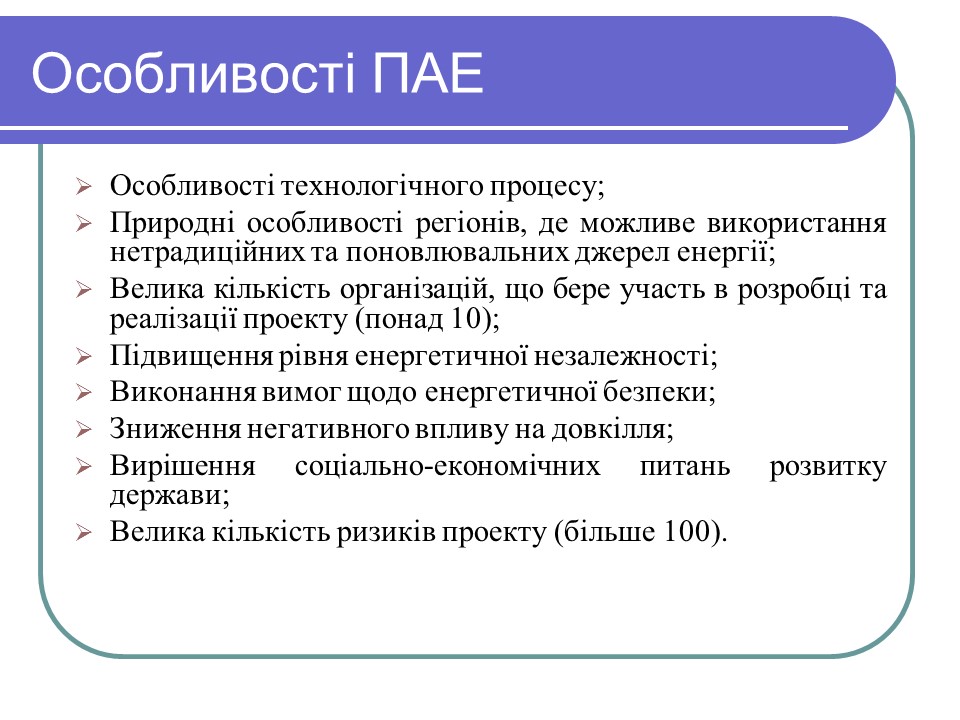 Особливості ПАЕ
Особливості технологічного процесу;
Природні особливості регіонів, де можливе використання
нетрадиційних та поновлювальних джерел енергії;
Велика кількість організацій, що бере участь в розробці та
реалізації проекту (понад 10);
Підвищення рівня енергетичної незалежності;
Виконання вимог щодо енергетичної безпеки;
Зниження негативного впливу на довкілля;
Вирішення соціально-економічних питань розвитку
держави;
Велика кількість ризиків проекту (більше 100).